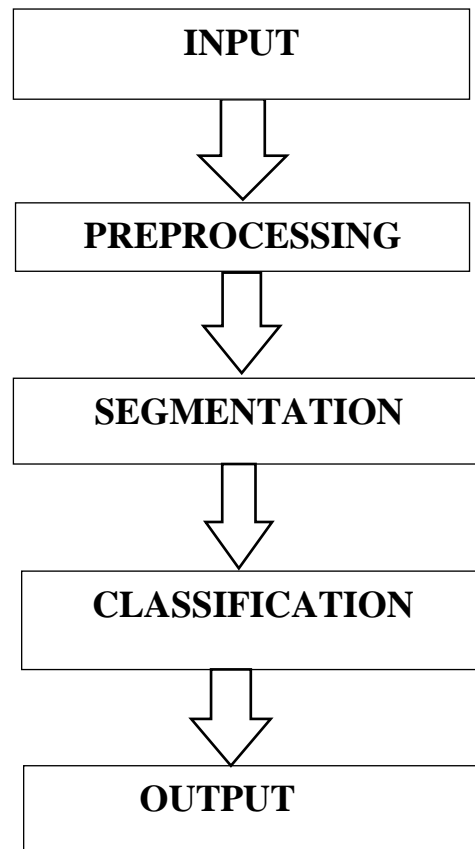 INPUT
PREPROCESSING
SEGMENTATION
CLASSIFICATION
OUTPUT